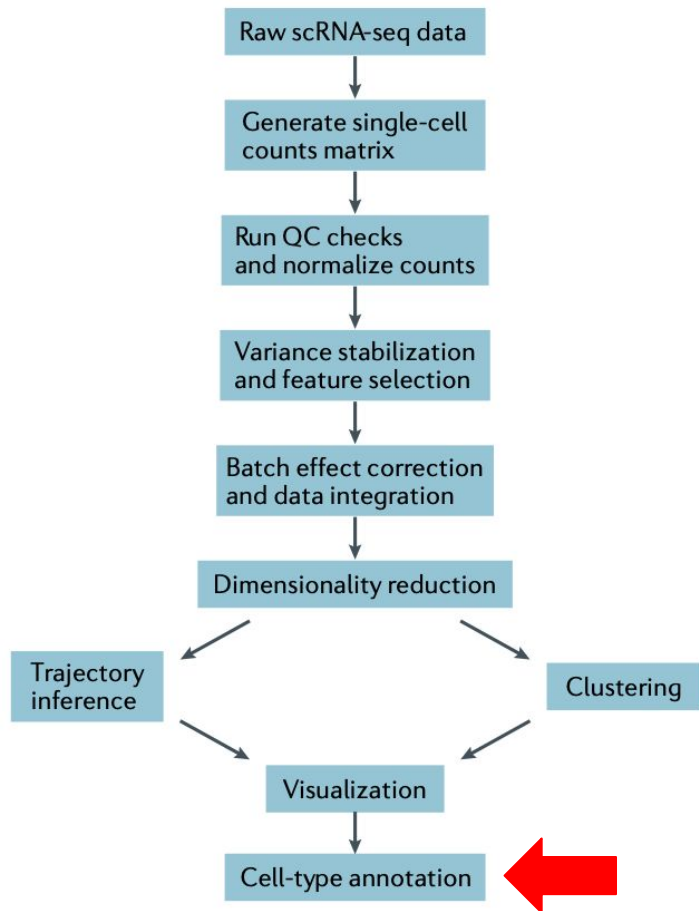 Raw scRNA-seq data
Generate single-cell
counts matrix
Run QC checks
and normalize counts
Variance stabilization
and feature selection
Batch effect correction
and data integration
Dimensionality reduction
Trajectory
inference
Clustering
Visualization
Cell-type annotation